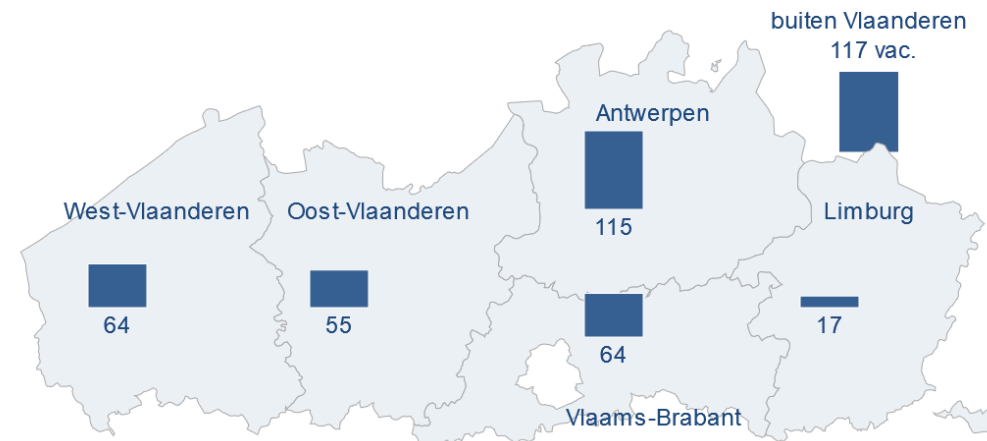 buiten Vlaanderen
117 vac.
Antwerpen
115
West-Vlaanderen
64
Oost-Vlaanderen
55
Limburg
17
64
Vlaams-Brabant